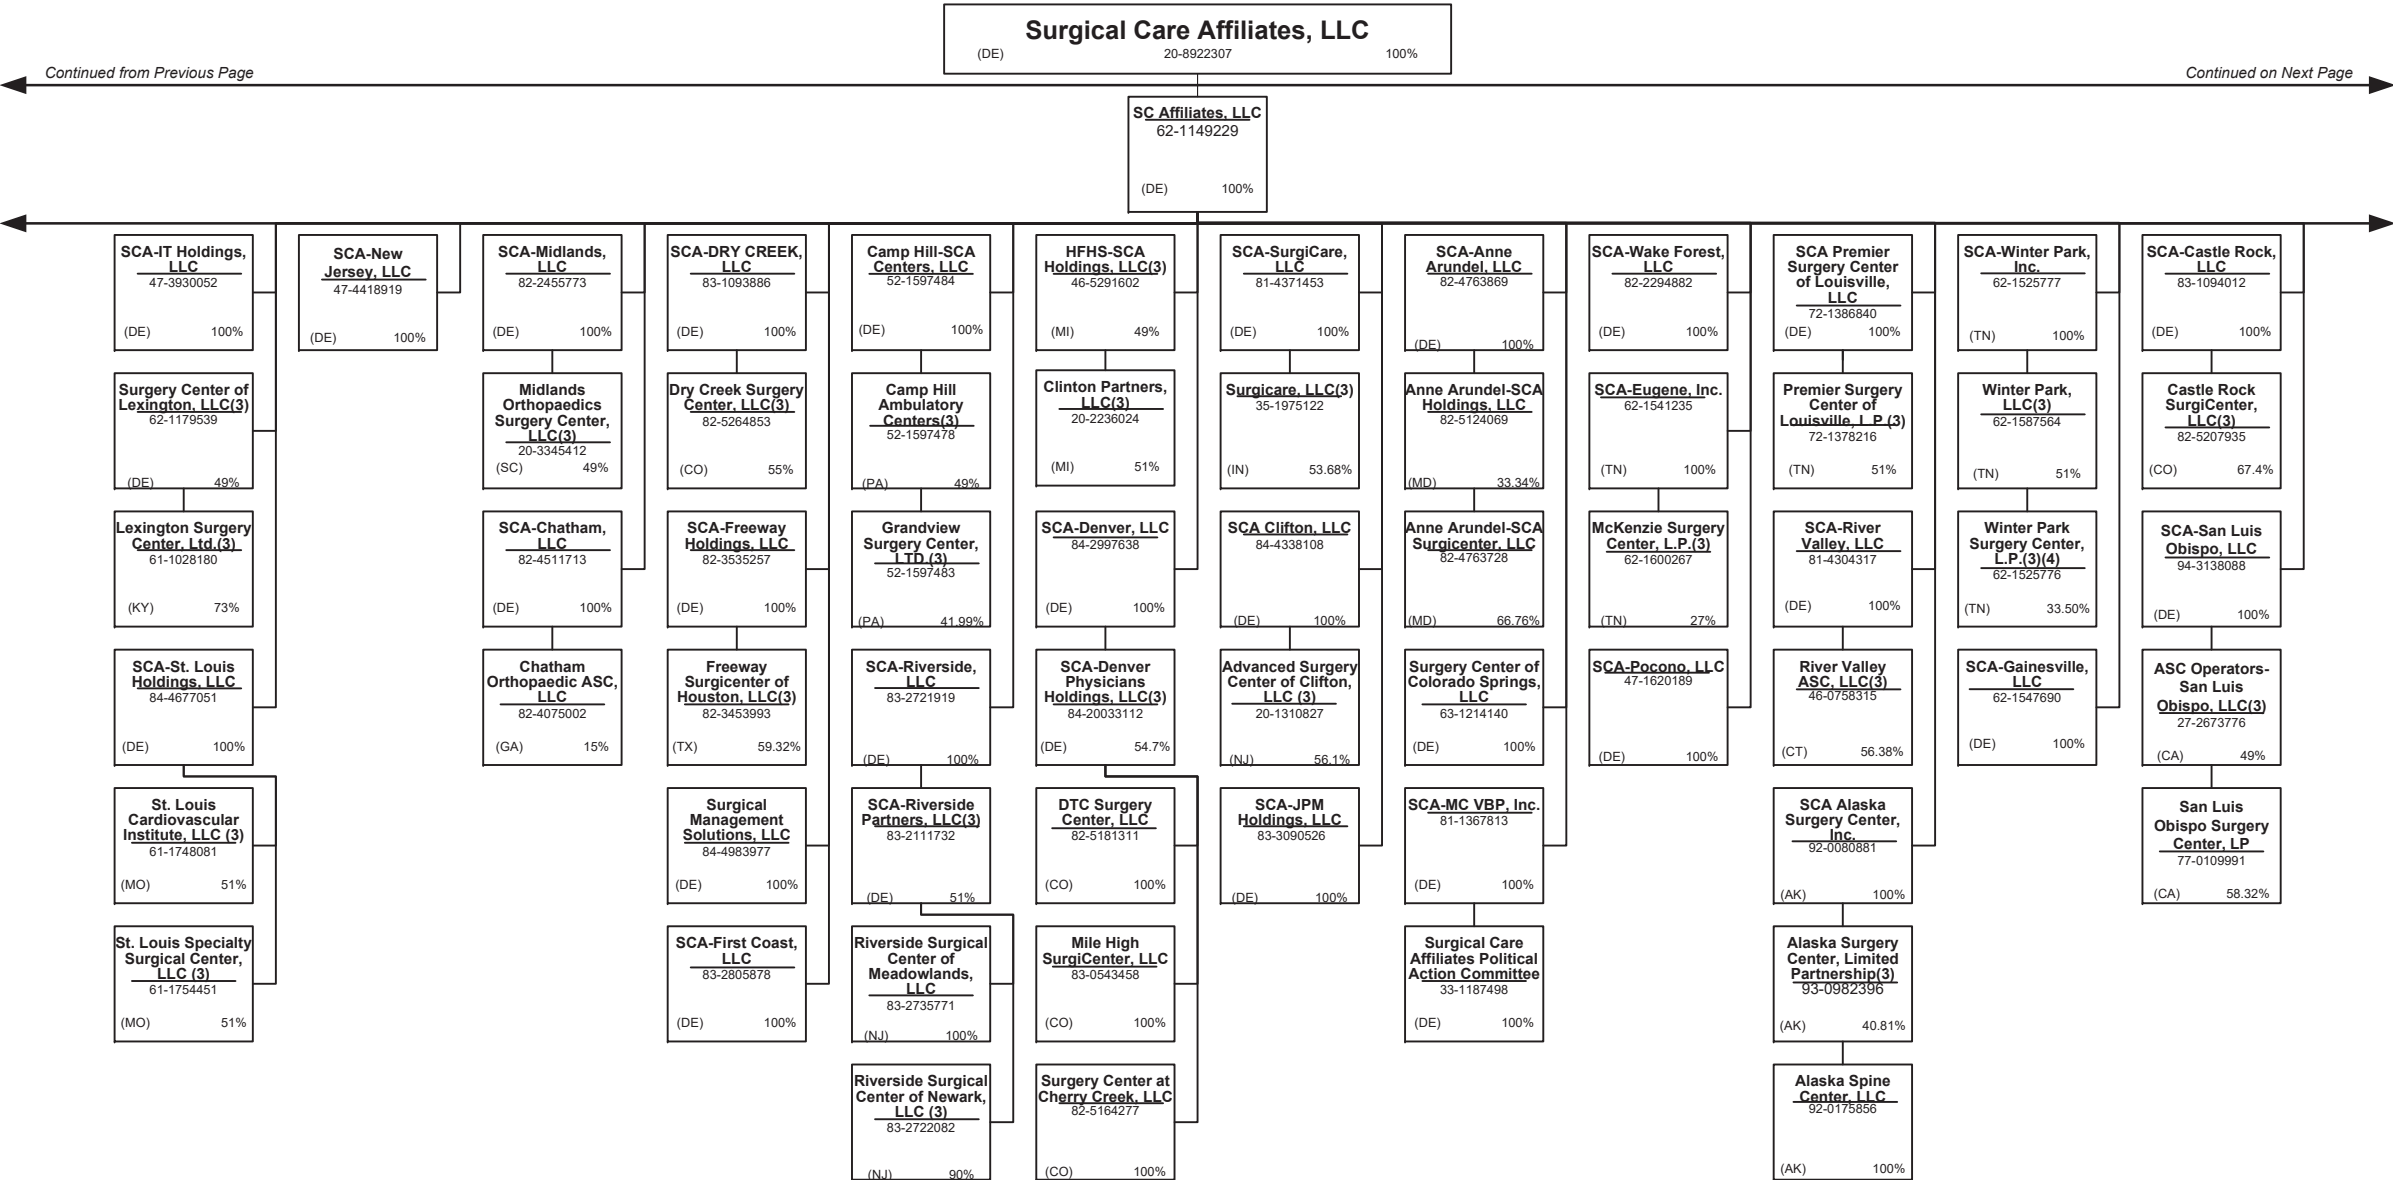 Surgical Care Affiliates, LLC
(DE) 20-8922307 100%
Continued from Previous Page
Continued on Next Page
SC Affiliates, LLC
62-1149229
(DE) 100%
SCA-IT Holdings,
LLC
47-3930052
(DE) 100%
Surgery Center of
Lexington, LLC(3)
62-1179539
(DE) 49%
Lexington Surgery
Center, Ltd.(3)
61-1028180
(KY) 73%
SCA-St. Louis
Holdings, LLC
84-4677051
(DE) 100%
St. Louis
Cardiovascular
Institute, LLC (3)
61-1748081
(MO) 51%
St. Louis Specialty
Surgical Center,
LLC (3)
61-1754451
(MO) 51%
SCA-New
Jersey, LLC
47-4418919
(DE) 100%
SCA-Midlands,
LLC
82-2455773
(DE) 100%
Midlands
Orthopaedics
Surgery Center,
LLC(3)
20-3345412
(SC) 49%
SCA-Chatham,
LLC
82-4511713
(DE) 100%
Chatham
Orthopaedic ASC,
LLC
82-4075002
(GA) 15%
SCA-DRY CREEK,
LLC
83-1093886
(DE) 100%
Dry Creek Surgery
Center, LLC(3)
82-5264853
(CO) 55%
SCA-Freeway
Holdings, LLC
82-3535257
(DE) 100%
Freeway
Surgicenter of
Houston, LLC(3)
82-3453993
(TX) 59.32%
Surgical
Management
Solutions, LLC
84-4983977
(DE) 100%
SCA-First Coast,
LLC
83-2805878
(DE) 100%
Camp Hill-SCA
Centers, LLC
52-1597484
(DE) 100%
Camp Hill
Ambulatory
Centers(3)
52-1597478
(PA) 49%
Grandview
Surgery Center,
LTD.(3)
52-1597483
(PA) 41.99%
SCA-Riverside,
LLC
83-2721919
(DE) 100%
SCA-Riverside
Partners, LLC(3)
83-2111732
(DE) 51%
Riverside Surgical
Center of
Meadowlands,
LLC
83-2735771
(NJ) 100%
Riverside Surgical
Center of Newark,
LLC (3)
83-2722082
(NJ) 90%
HFHS-SCA
Holdings, LLC(3)
46-5291602
(MI) 49%
Clinton Partners,
LLC(3)
20-2236024
(MI) 51%
SCA-Denver, LLC
84-2997638
(DE) 100%
SCA-Denver
Physicians
Holdings, LLC(3)
84-20033112
(DE) 54.7%
DTC Surgery
Center, LLC
82-5181311
(CO) 100%
Mile High
SurgiCenter, LLC
83-0543458
(CO) 100%
Surgery Center at
Cherry Creek, LLC
82-5164277
(CO) 100%
SCA-SurgiCare,
LLC
81-4371453
(DE) 100%
Surgicare, LLC(3)
35-1975122
(IN) 53.68%
SCA Clifton, LLC
84-4338108
(DE) 100%
Advanced Surgery
Center of Clifton,
LLC (3)
20-1310827
(NJ) 56.1%
SCA-JPM
Holdings, LLC
83-3090526
(DE) 100%
SCA-Anne
Arundel, LLC
82-4763869
(DE) 100%
Anne Arundel-SCA
Holdings, LLC
82-5124069
(MD) 33.34%
Anne Arundel-SCA
Surgicenter, LLC
82-4763728
(MD) 66.76%
Surgery Center of
Colorado Springs,
LLC
63-1214140
(DE) 100%
SCA-MC VBP, Inc.
81-1367813
(DE) 100%
Surgical Care
Affiliates Political
Action Committee
33-1187498
(DE) 100%
SCA-Wake Forest,
LLC
82-2294882
(DE) 100%
SCA-Eugene, Inc.
62-1541235
(TN) 100%
McKenzie Surgery
Center, L.P.(3)
62-1600267
(TN) 27%
SCA-Pocono, LLC
47-1620189
(DE) 100%
SCA Premier
Surgery Center
of Louisville,
LLC
72-1386840
(DE) 100%
Premier Surgery
Center of
Louisville, L.P.(3)
72-1378216
(TN) 51%
SCA-River
Valley, LLC
81-4304317
(DE) 100%
River Valley
ASC, LLC(3)
46-0758315
(CT) 56.38%
SCA Alaska
Surgery Center,
Inc.
92-0080881
(AK) 100%
Alaska Surgery
Center, Limited
Partnership(3)
93-0982396
(AK) 40.81%
Alaska Spine
Center, LLC
92-0175856
(AK) 100%
SCA-Winter Park,
Inc.
62-1525777
(TN) 100%
Winter Park,
LLC(3)
62-1587564
(TN) 51%
Winter Park
Surgery Center,
L.P.(3)(4)
62-1525776
(TN) 33.50%
SCA-Gainesville,
LLC
62-1547690
(DE) 100%
SCA-Castle Rock,
LLC
83-1094012
(DE) 100%
Castle Rock
SurgiCenter,
LLC(3)
82-5207935
(CO) 67.4%
SCA-San Luis
Obispo, LLC
94-3138088
(DE) 100%
ASC Operators-
San Luis
Obispo, LLC(3)
27-2673776
(CA) 49%
San Luis
Obispo Surgery
Center, LP
77-0109991
(CA) 58.32%